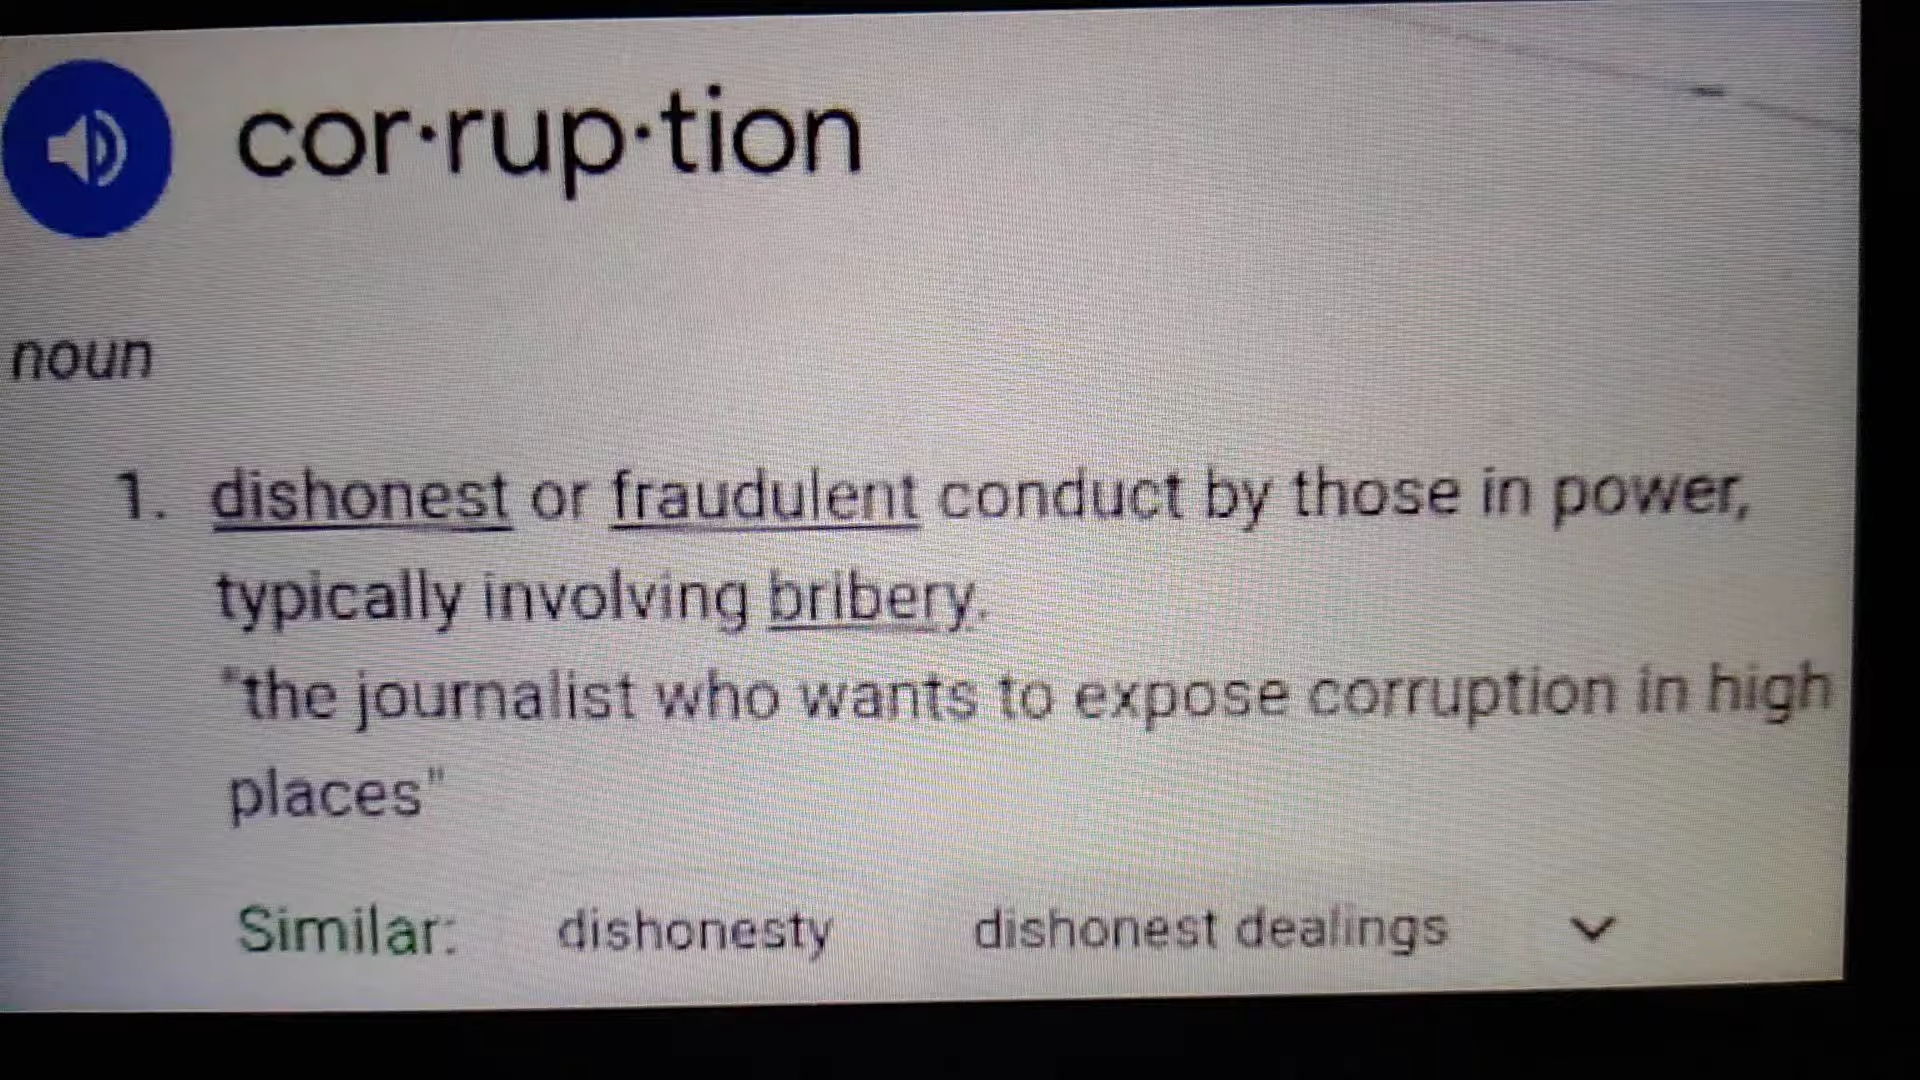 cor·rup·tion
noun
1. dishonest or fraudulent conduct by those in power,
typically involving bribery.
"the journalist who wants to expose corruption in high
places"
Similar: dishonesty dishonest dealings